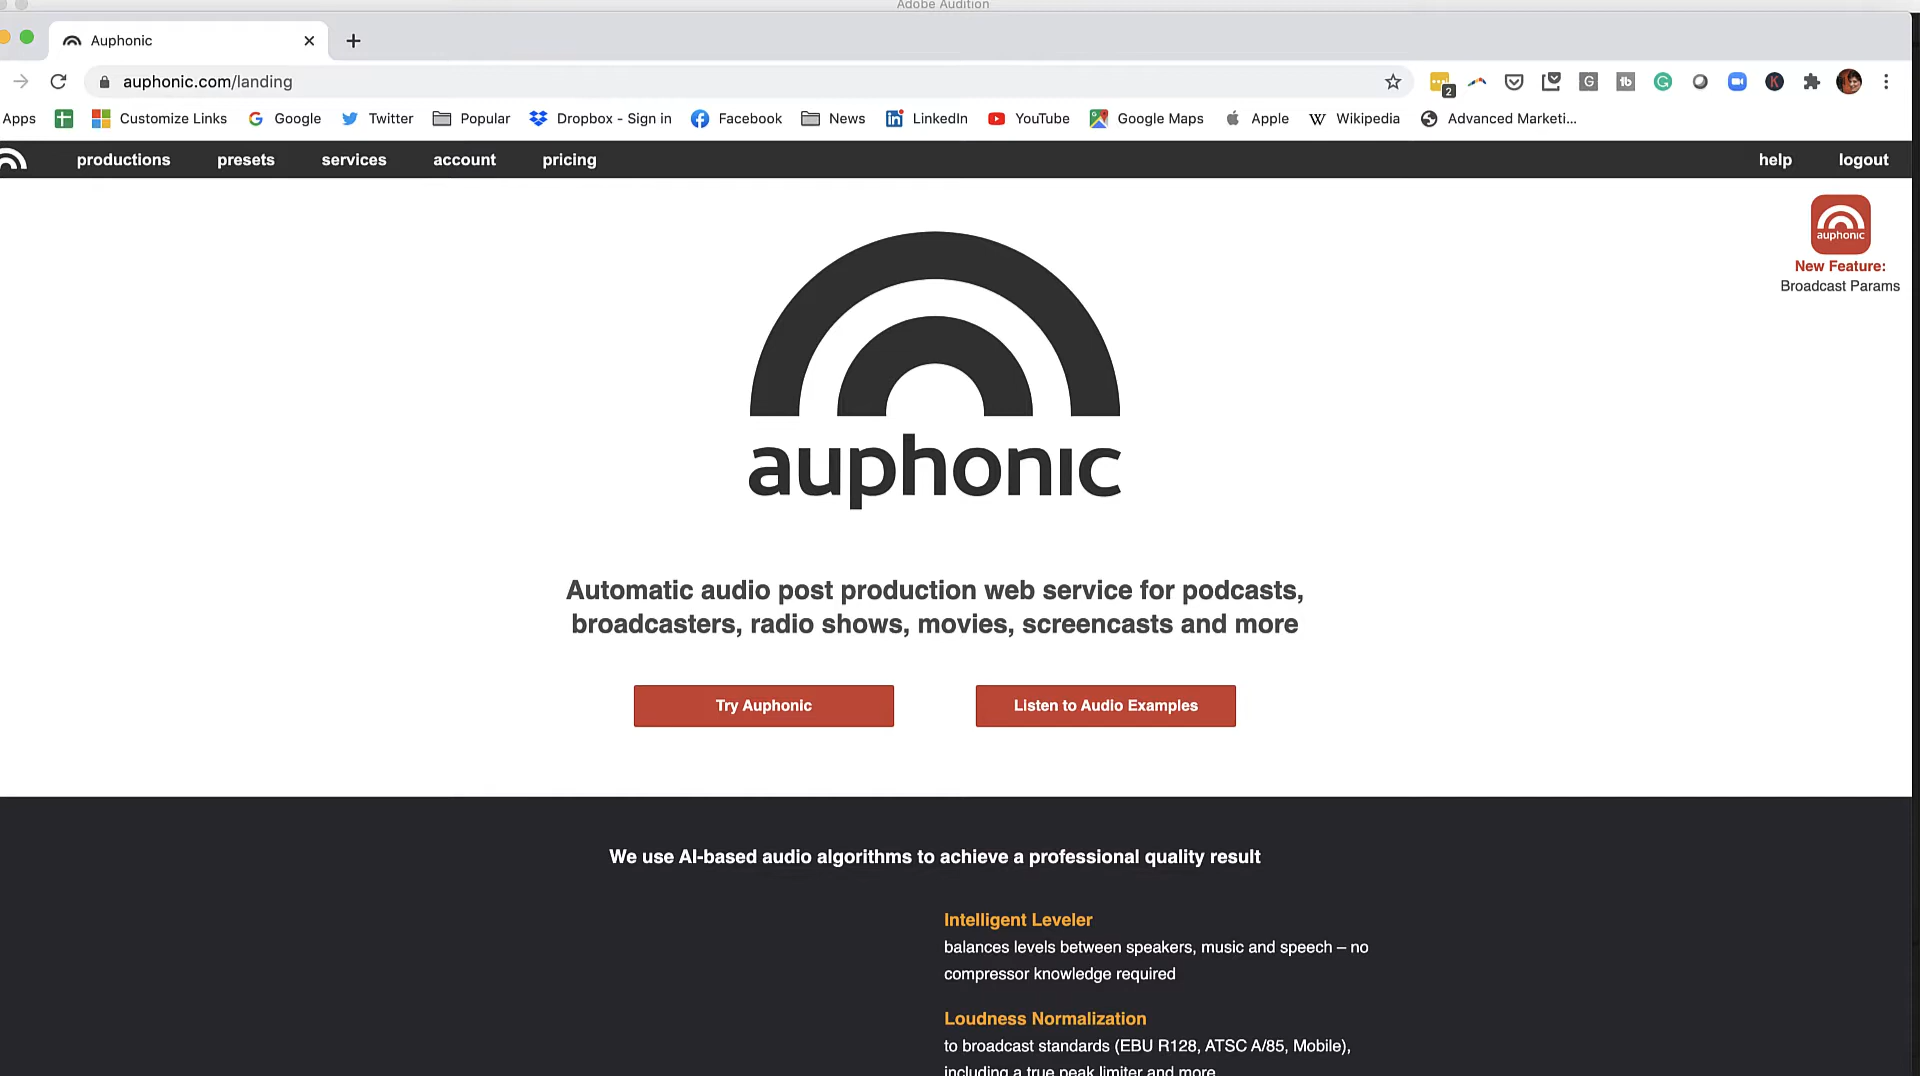 Adobe Audition
Auphonic
auphonic.com/landing
2
Apps
Customize Links
Google
Twitter
Popular
Dropbox - Sign in
Facebook
News
LinkedIn
YouTube
Google Maps
Apple
Wikipedia
Advanced Marketi...
productions
presets
services
account
pricing
help
logout
auphonic
New Feature:
Broadcast Params
auphonic
Automatic audio post production web service for podcasts,
broadcasters, radio shows, movies, screencasts and more
Try Auphonic
Listen to Audio Examples
We use AI-based audio algorithms to achieve a professional quality result
Intelligent Leveler
balances levels between speakers, music and speech – no
compressor knowledge required
Loudness Normalization
to broadcast standards (EBU R128, ATSC A/85, Mobile),
including a true peak limiter and more